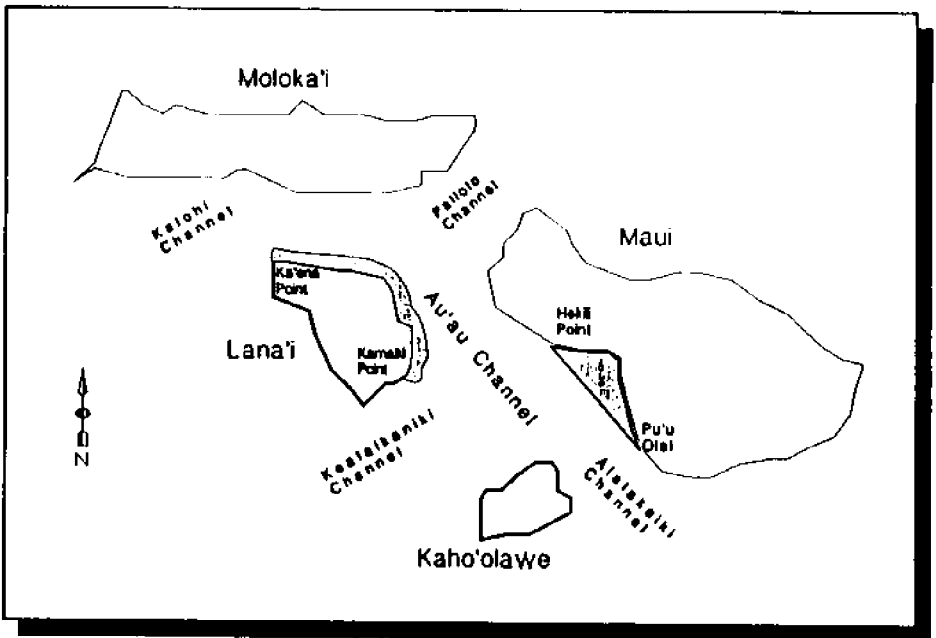 Moloka'i
Kalohi
Channel
Pailolo
Channel
Maui
Ka'ena
Point
Au'au Channel
Hekili
Point
Lana'i
Kamaiki
Point
Pu'u
Olai
N
Kealaikahiki
Channel
Alalakeiki
Channel
Kaho'olawe